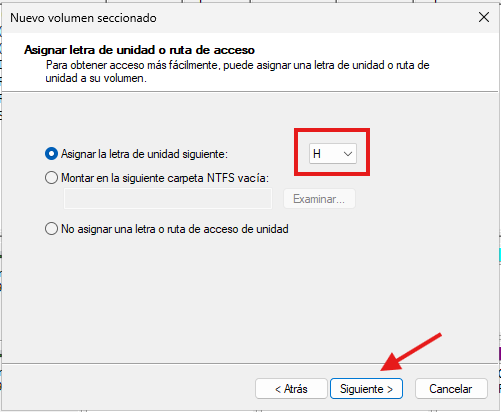 Nuevo volumen seccionado
Asignar letra de unidad o ruta de acceso
Para obtener acceso más fácilmente, puede asignar una letra de unidad o ruta de
unidad a su volumen.
Asignar la letra de unidad siguiente:
H
Montar en la siguiente carpeta NTFS vacía:
Examinar...
No asignar una letra o ruta de acceso de unidad
< Atrás
Siguiente >
Cancelar